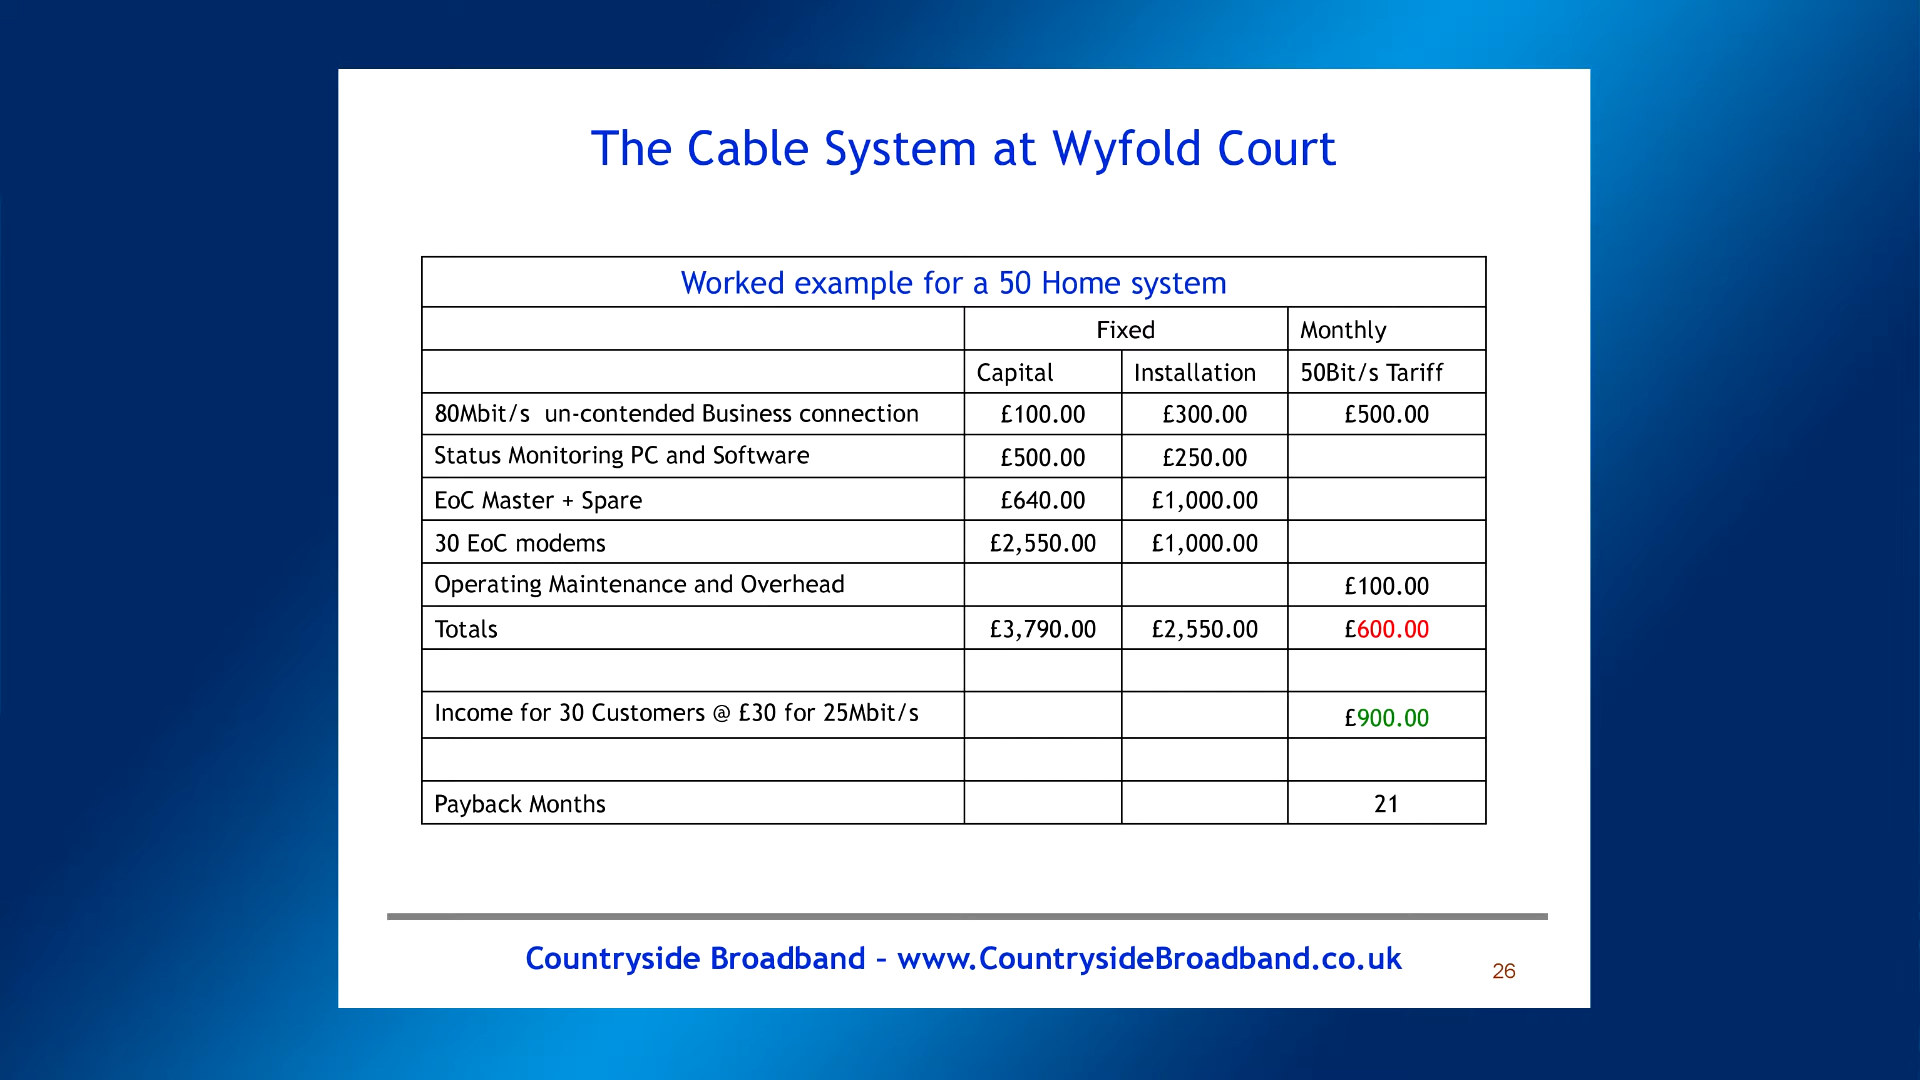 The Cable System at Wyfold Court
Worked example for a 50 Home system
Fixed Monthly
Capital Installation 50Bit/s Tariff
80Mbit/s un-contended Business connection £100.00 £300.00 £500.00
Status Monitoring PC and Software £500.00 £250.00
EoC Master + Spare £640.00 £1,000.00
30 EoC modems £2,550.00 £1,000.00
Operating Maintenance and Overhead £100.00
Totals £3,790.00 £2,550.00 £600.00
Income for 30 Customers @ £30 for 25Mbit/s £900.00
Payback Months 21
Countryside Broadband – www.CountrysideBroadband.co.uk
26